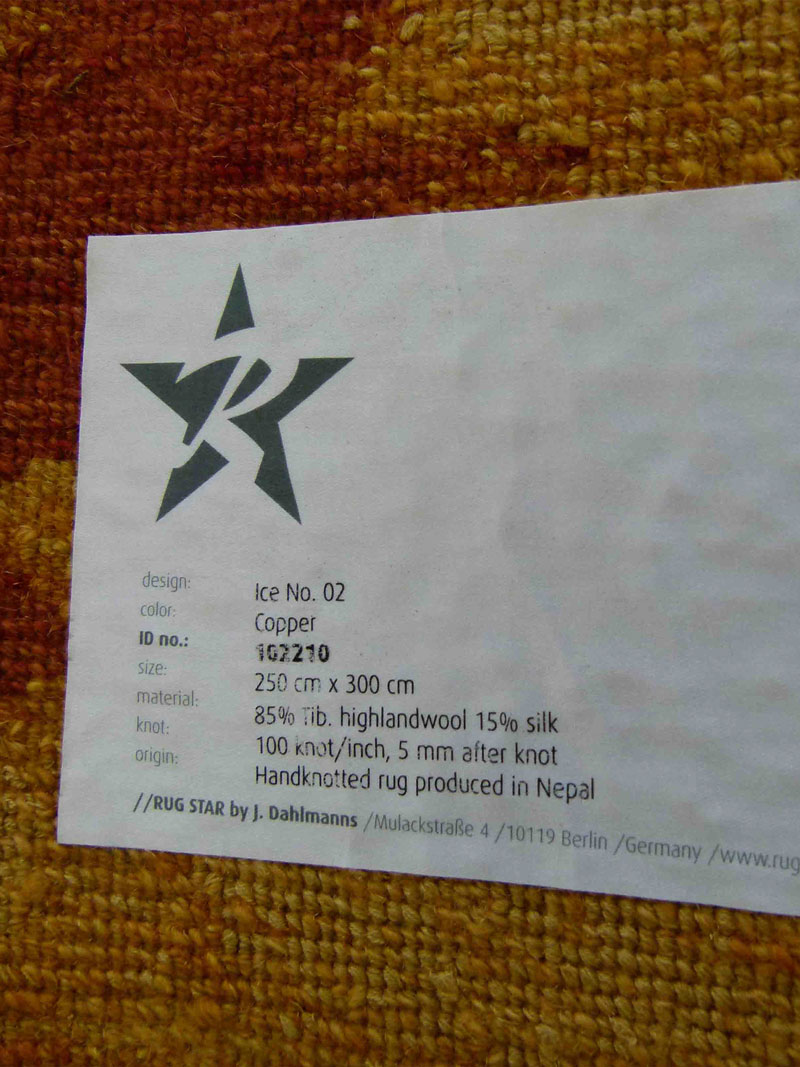 R
design: Ice No. 02
color: Copper
ID no.: 102210
size: 250 cm x 300 cm
material: 85% Tib. highlandwool 15% silk
knot: 100 knot/inch, 5 mm after knot
origin: Handknotted rug produced in Nepal
//RUG STAR by J. Dahlmanns /Mulackstraße 4 /10119 Berlin /Germany /www.rug